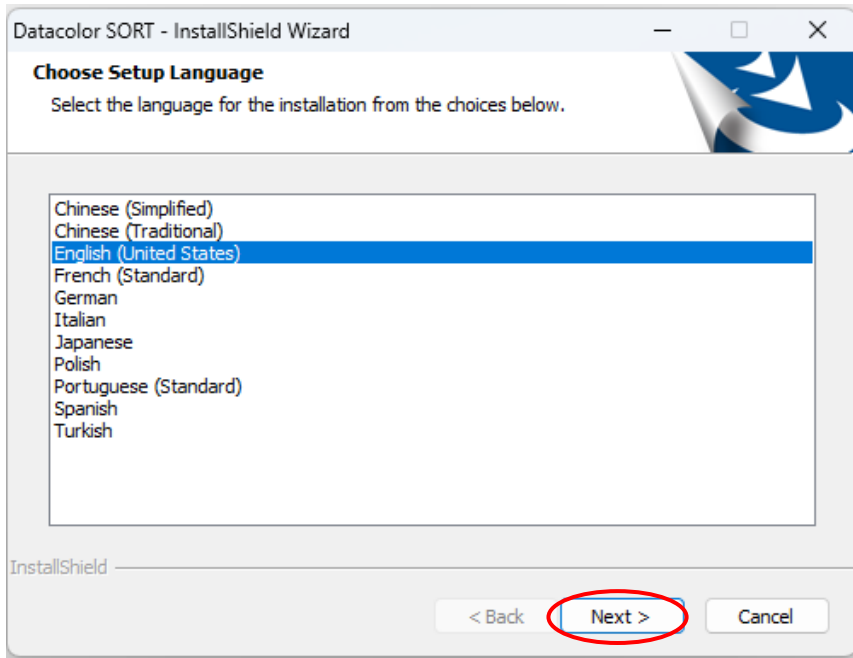 Datacolor SORT - InstallShield Wizard
Choose Setup Language
Select the language for the installation from the choices below.
Chinese (Simplified)
Chinese (Traditional)
English (United States)
French (Standard)
German
Italian
Japanese
Polish
Portuguese (Standard)
Spanish
Turkish
InstallShield
< Back
Next >
Cancel